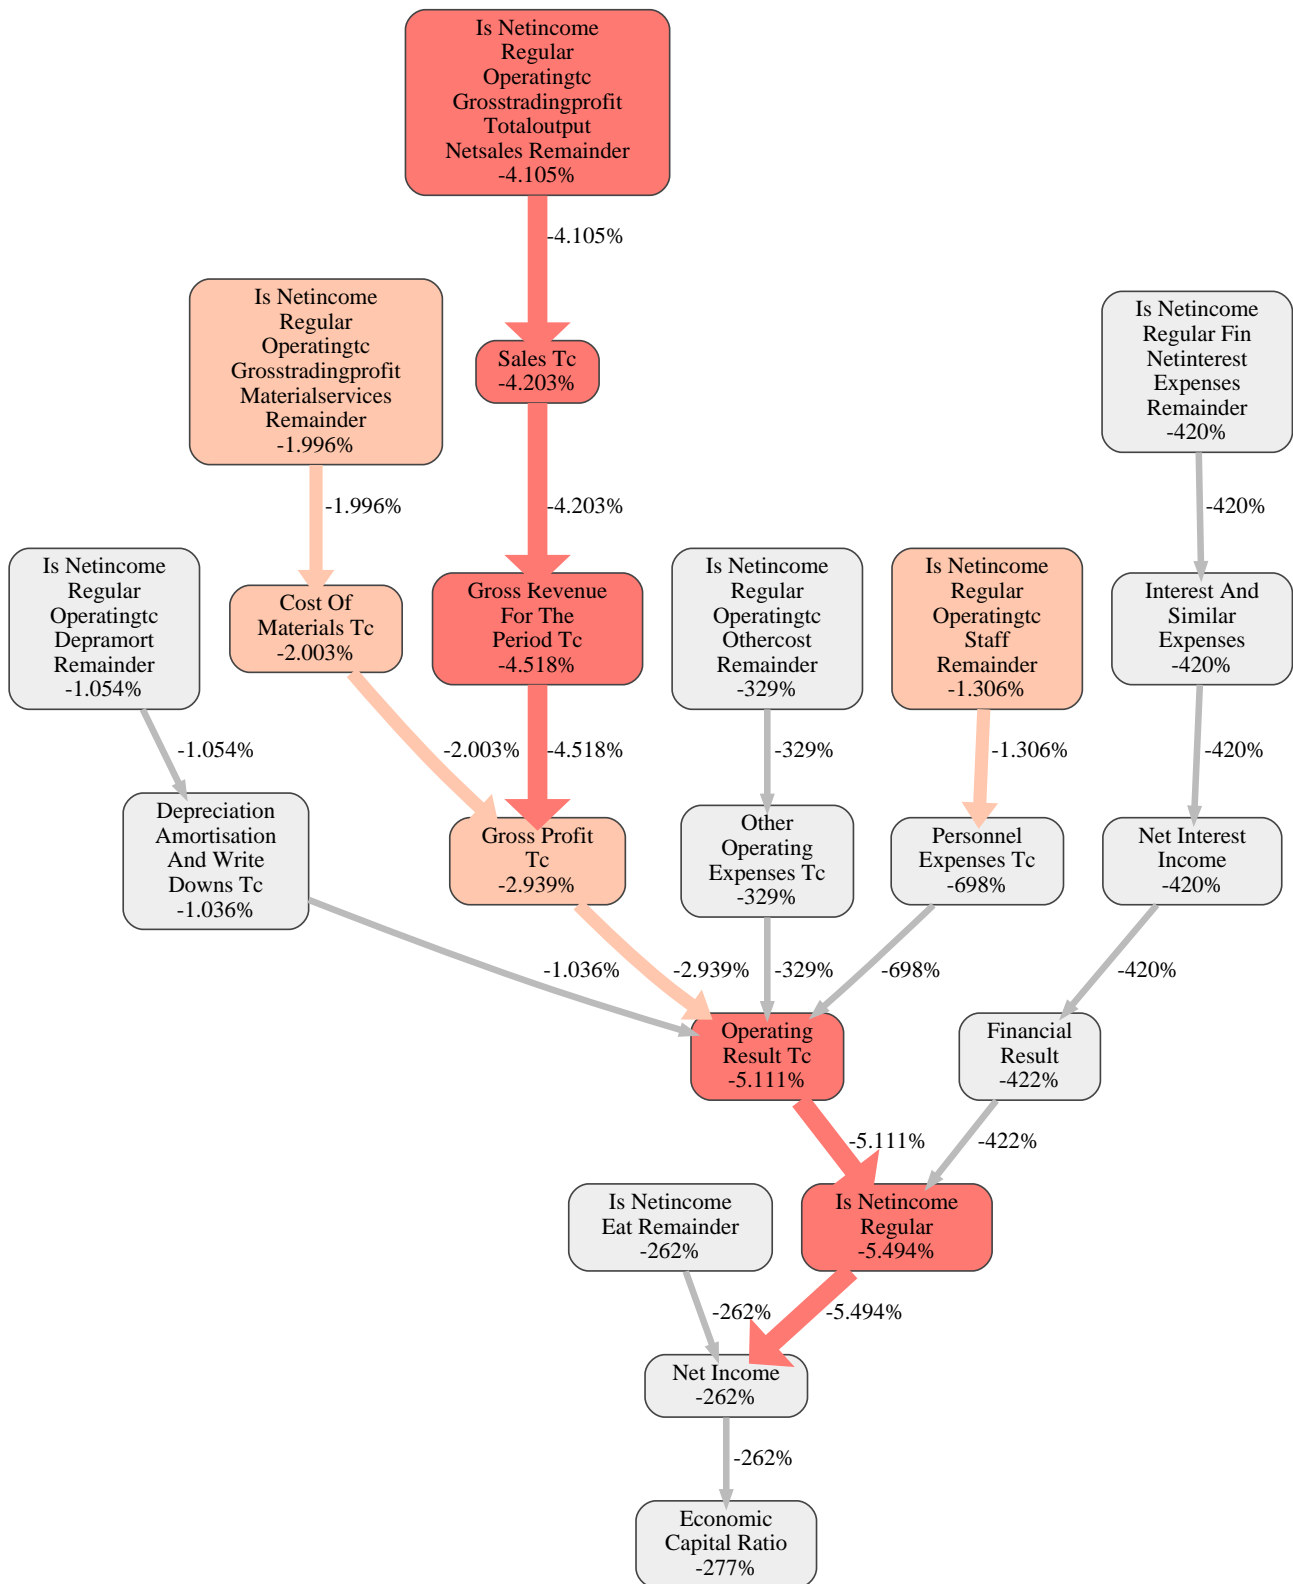 Is Netincome
Regular
Operatingtc
Grosstradingprofit
Totaloutput
Netsales Remainder
-4.105%
-4.105%
Is Netincome
Regular
Operatingtc
Grosstradingprofit
Materialservices
Remainder
-1.996%
Sales Tc
-4.203%
Is Netincome
Regular Fin
Netinterest
Expenses
Remainder
-420%
-1.996%
-4.203%
-420%
Is Netincome
Regular
Operatingtc
Depramort
Remainder
-1.054%
Cost Of
Materials Tc
-2.003%
Gross Revenue
For The
Period Tc
-4.518%
Is Netincome
Regular
Operatingtc
Othercost
Remainder
-329%
Is Netincome
Regular
Operatingtc
Staff
Remainder
-1.306%
Interest And
Similar
Expenses
-420%
-1.054%
-2.003%
-4.518%
-329%
-1.306%
-420%
Depreciation
Amortisation
And Write
Downs Tc
-1.036%
Gross Profit
Tc
-2.939%
Other
Operating
Expenses Tc
-329%
Personnel
Expenses Tc
-698%
Net Interest
Income
-420%
-1.036%
-2.939%
-329%
-698%
-420%
Operating
Result Tc
-5.111%
Financial
Result
-422%
-5.111%
-422%
Is Netincome
Eat Remainder
-262%
Is Netincome
Regular
-5.494%
-262%
-5.494%
Net Income
-262%
-262%
Economic
Capital Ratio
-277%